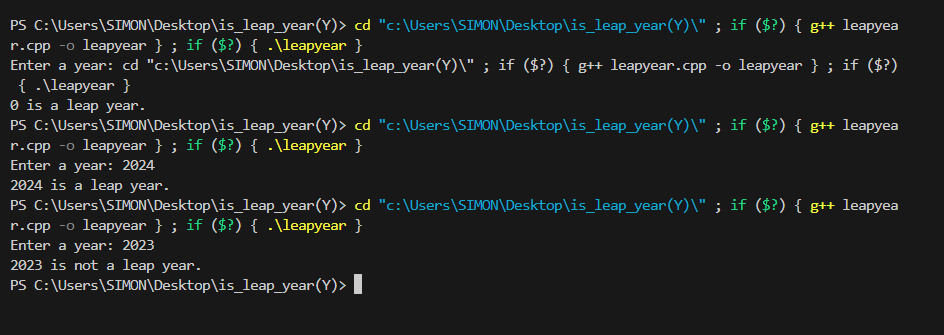 PS C:\Users\SIMON\Desktop\is_leap_year(Y)> cd "c:\Users\SIMON\Desktop\is_leap_year(Y)\" ; if ($?) { g++ leapyea
r.cpp -o leapyear } ; if ($?) { .\leapyear }
Enter a year: cd "c:\Users\SIMON\Desktop\is_leap_year(Y)\" ; if ($?) { g++ leapyear.cpp -o leapyear } ; if ($?)
 { .\leapyear }
0 is a leap year.
PS C:\Users\SIMON\Desktop\is_leap_year(Y)> cd "c:\Users\SIMON\Desktop\is_leap_year(Y)\" ; if ($?) { g++ leapyea
r.cpp -o leapyear } ; if ($?) { .\leapyear }
Enter a year: 2024
2024 is a leap year.
PS C:\Users\SIMON\Desktop\is_leap_year(Y)> cd "c:\Users\SIMON\Desktop\is_leap_year(Y)\" ; if ($?) { g++ leapyea
r.cpp -o leapyear } ; if ($?) { .\leapyear }
Enter a year: 2023
2023 is not a leap year.
PS C:\Users\SIMON\Desktop\is_leap_year(Y)>